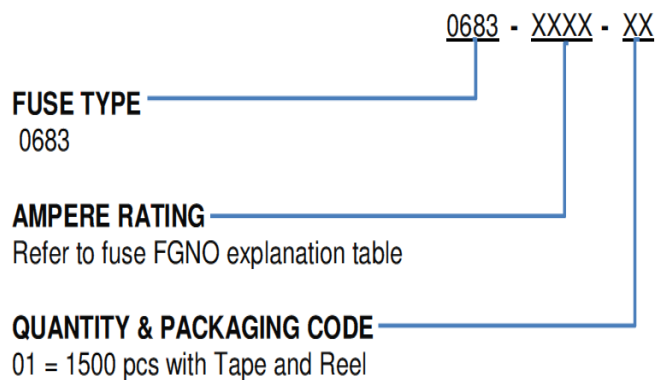 0683 - XXXX - XX
FUSE TYPE
0683
AMPERE RATING
Refer to fuse FGNO explanation table
QUANTITY & PACKAGING CODE
01 = 1500 pcs with Tape and Reel